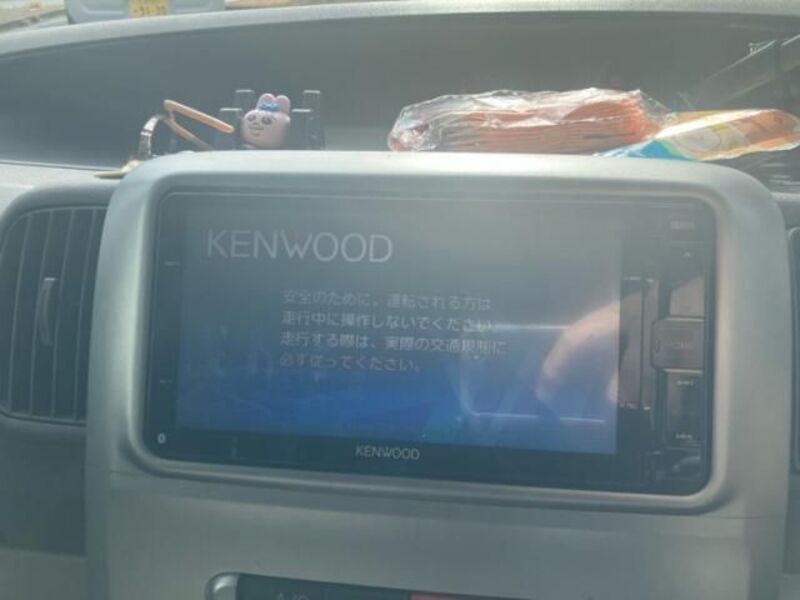 KENWOOD
安全のために、運転される方は
走行中に操作しないでください。
走行する際は、実際の交通規制に
必ず従ってください。
KENWOOD